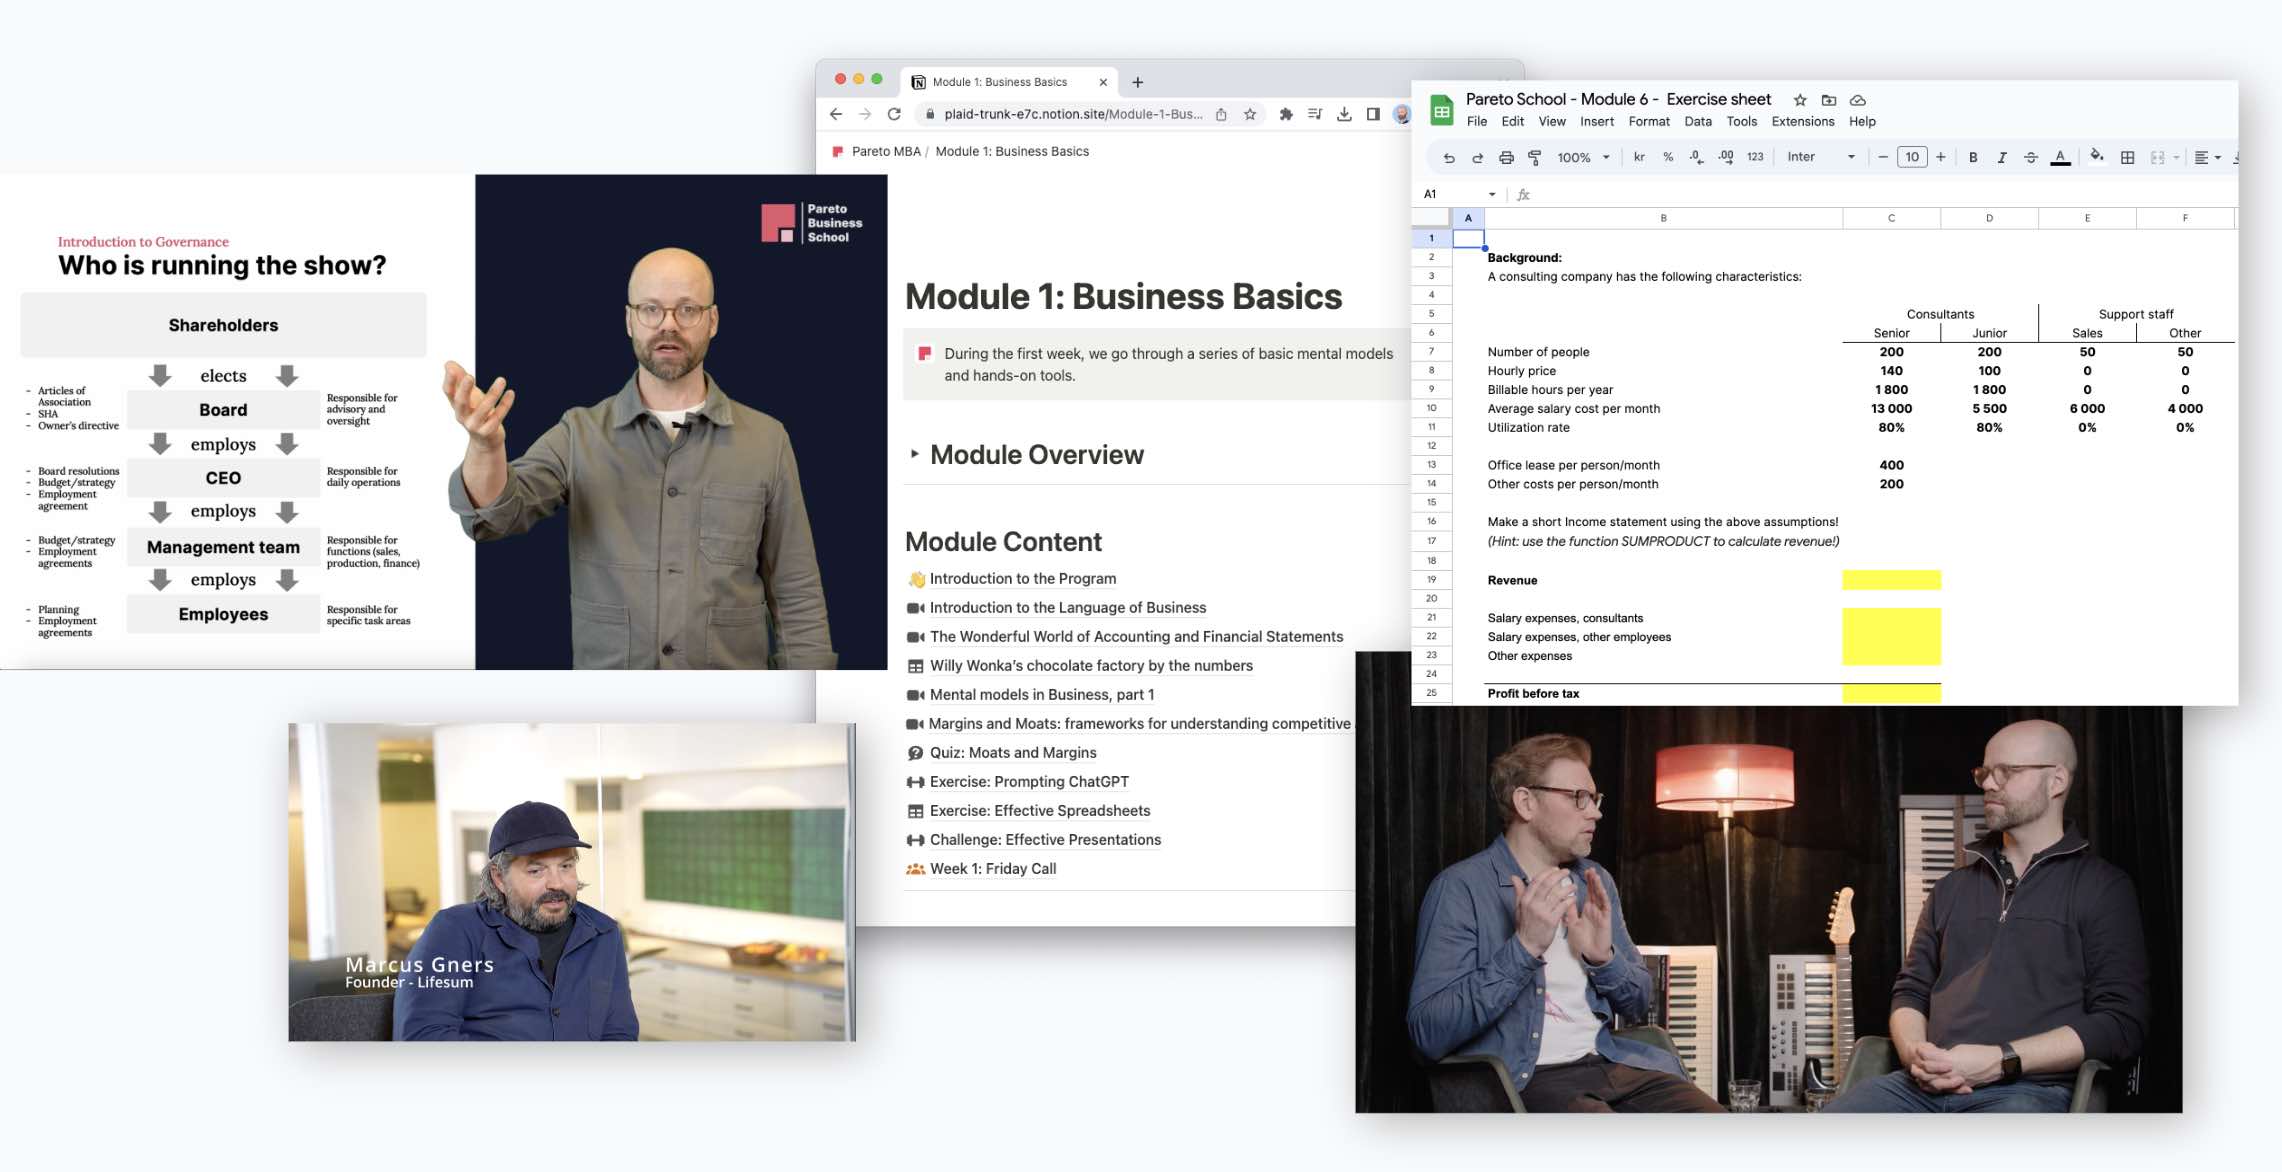 Introduction to Governance
Who is running the show?
Shareholders
elects
- Articles of
Association
- SHA
- Owner's directive
Board
Responsible for
advisory and
oversight
employs
- Board resolutions
- Budget/strategy
- Employment
agreement
CEO
Responsible for
daily operations
employs
- Budget/strategy
- Employment
agreements
Management team
Responsible for
functions (sales,
production, finance)
employs
- Planning
- Employment
agreements
Employees
Responsible for
specific task areas
Pareto
Business
School
Marcus Gners
Founder - Lifesum
Module 1: Business Basics
plaid-trunk-e7c.notion.site/Module-1-Bus...
Pareto MBA / Module 1: Business Basics
Module 1: Business Basics
During the first week, we go through a series of basic mental models
and hands-on tools.
Module Overview
Module Content
Introduction to the Program
Introduction to the Language of Business
The Wonderful World of Accounting and Financial Statements
Willy Wonka's chocolate factory by the numbers
Mental models in Business, part 1
Margins and Moats: frameworks for understanding competitive
Quiz: Moats and Margins
Exercise: Prompting ChatGPT
Exercise: Effective Spreadsheets
Challenge: Effective Presentations
Week 1: Friday Call
Pareto School - Module 6 - Exercise sheet
File Edit View Insert Format Data Tools Extensions Help
100% kr % .0 .00 123 Inter - 10 + B I S A
A1 fx
A B C D E F
1
2 Background:
3 A consulting company has the following characteristics:
4
5 Consultants Support staff
6 Senior Junior Sales Other
7 Number of people 200 200 50 50
8 Hourly price 140 100 0 0
9 Billable hours per year 1 800 1 800 0 0
10 Average salary cost per month 13 000 5 500 6 000 4 000
11 Utilization rate 80% 80% 0% 0%
12
13 Office lease per person/month 400
14 Other costs per person/month 200
15
16 Make a short Income statement using the above assumptions!
17 (Hint: use the function SUMPRODUCT to calculate revenue!)
18
19 Revenue
20
21 Salary expenses, consultants
22 Salary expenses, other employees
23 Other expenses
24
25 Profit before tax